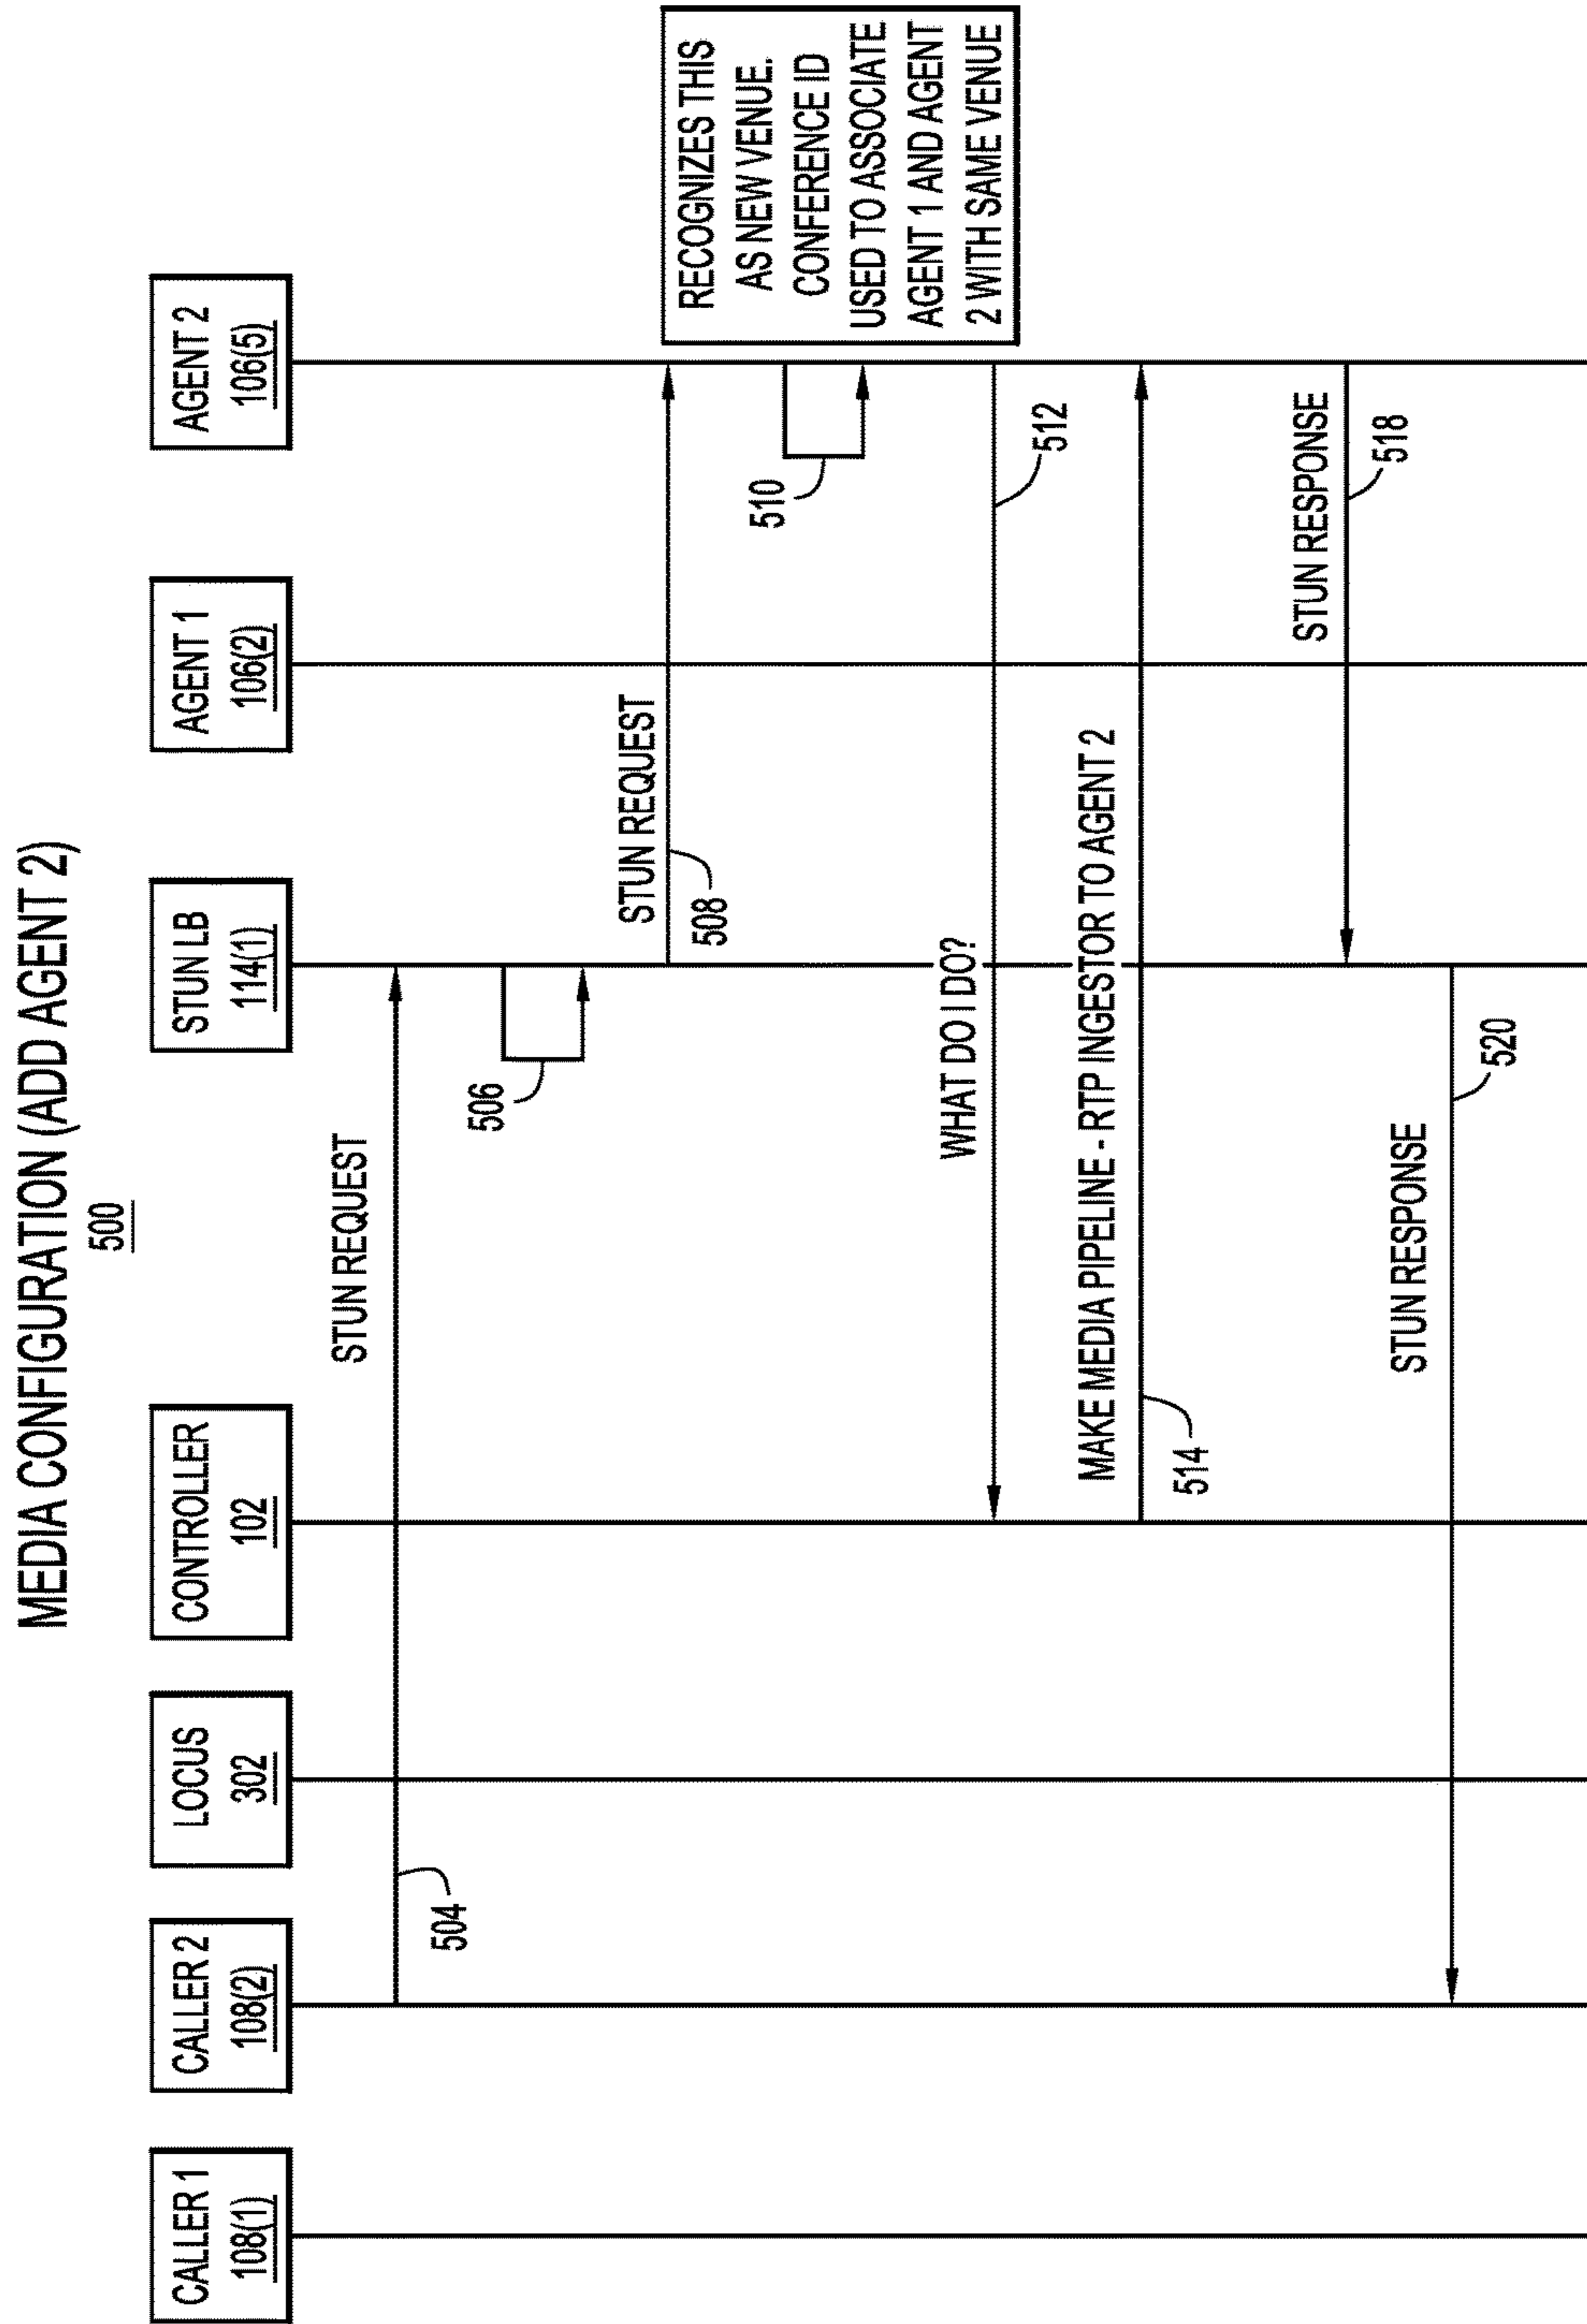 MEDIA CONFIGURATION (ADD AGENT 2)
500
CALLER 1
108(1)
CALLER 2
108(2)
LOCUS
302
CONTROLLER
102
STUN LB
114(1)
AGENT 1
106(2)
AGENT 2
106(5)
STUN REQUEST
504
506
STUN REQUEST
508
510
RECOGNIZES THIS
AS NEW VENUE.
CONFERENCE ID
USED TO ASSOCIATE
AGENT 1 AND AGENT
2 WITH SAME VENUE
WHAT DO I DO?
512
MAKE MEDIA PIPELINE - RTP INGESTOR TO AGENT 2
514
STUN RESPONSE
518
STUN RESPONSE
520